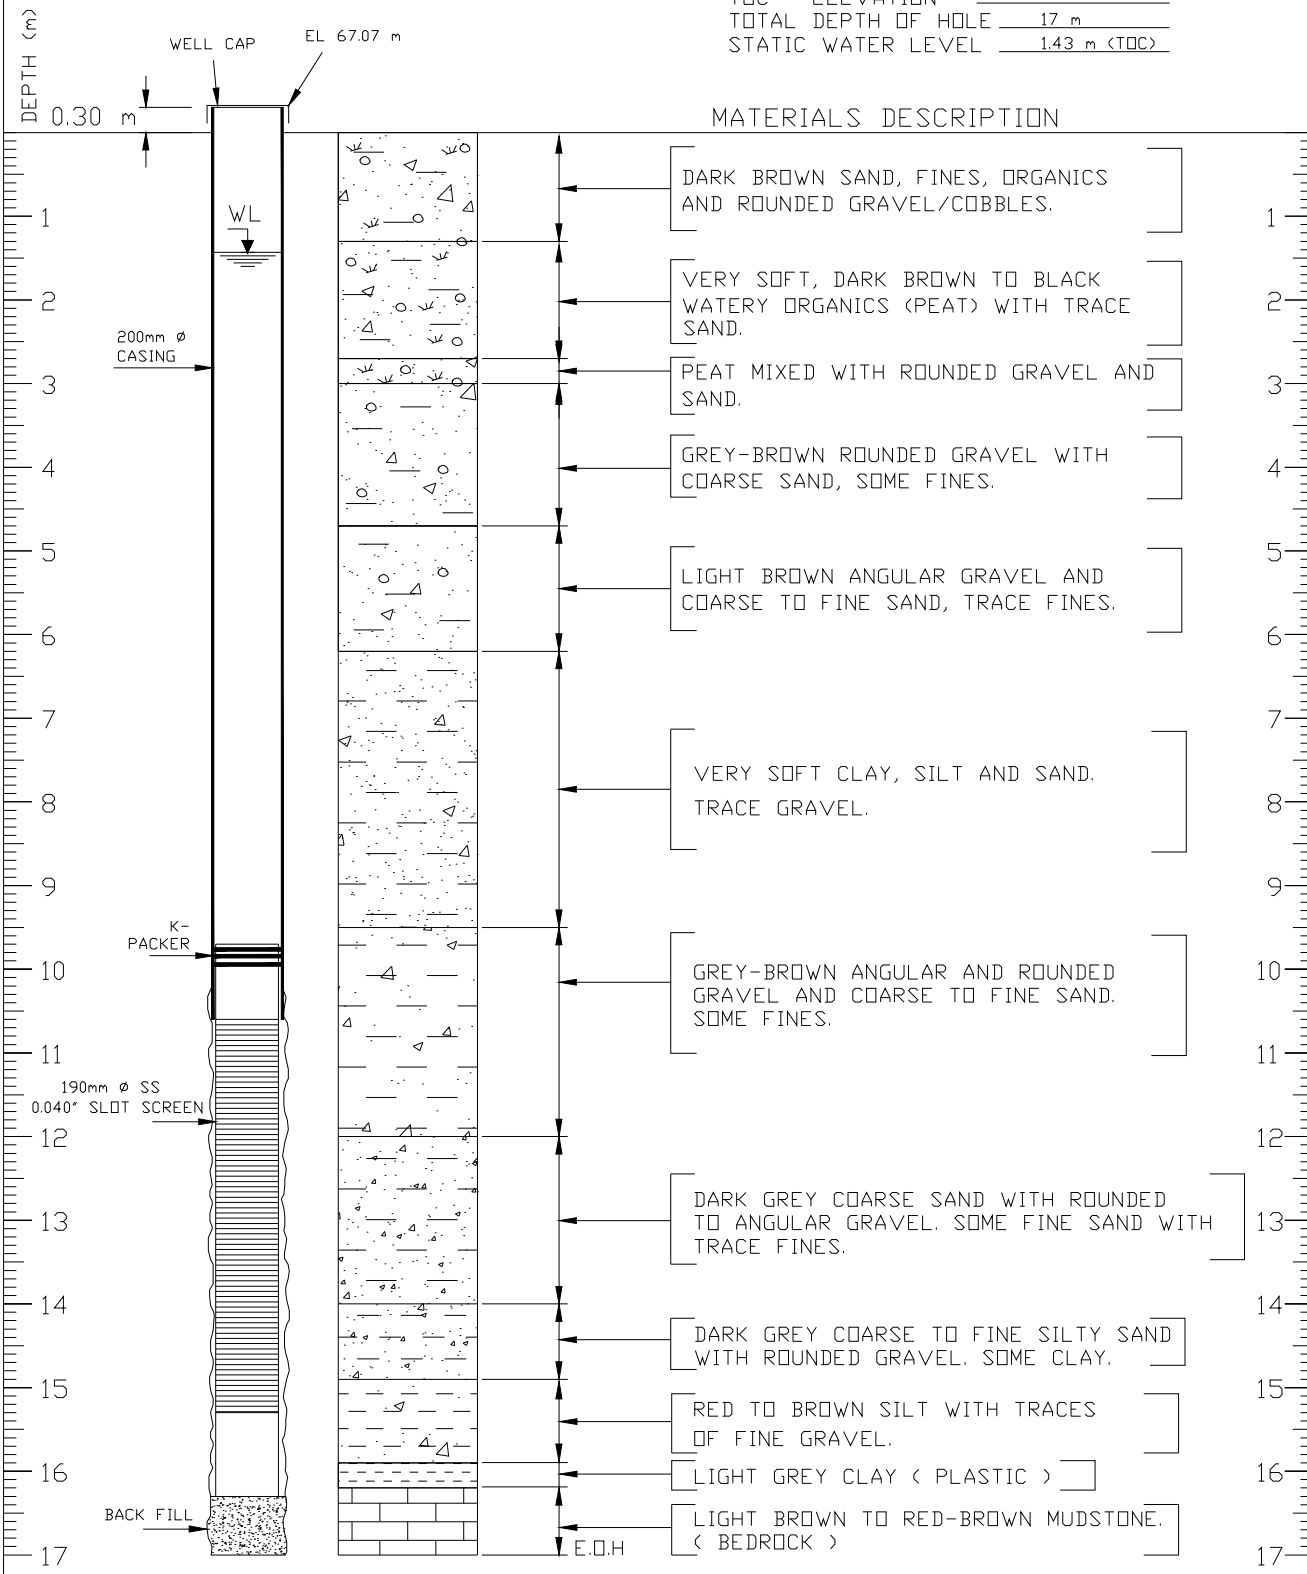 TOC ELEVATION
TOTAL DEPTH OF HOLE 17 m
STATIC WATER LEVEL 1.43 m (TOC)
DEPTH (m)
WELL CAP
EL 67.07 m
0.30 m
MATERIALS DESCRIPTION
DARK BROWN SAND, FINES, ORGANICS
AND ROUNDED GRAVEL/COBBLES.
1
WL
1
VERY SOFT, DARK BROWN TO BLACK
WATERY ORGANICS (PEAT) WITH TRACE
SAND.
2
2
200mm Ø
CASING
PEAT MIXED WITH ROUNDED GRAVEL AND
SAND.
3
3
GREY-BROWN ROUNDED GRAVEL WITH
COARSE SAND, SOME FINES.
4
4
5
5
LIGHT BROWN ANGULAR GRAVEL AND
COARSE TO FINE SAND, TRACE FINES.
6
6
7
7
VERY SOFT CLAY, SILT AND SAND.
TRACE GRAVEL.
8
8
9
9
K-
PACKER
10
10
GREY-BROWN ANGULAR AND ROUNDED
GRAVEL AND COARSE TO FINE SAND.
SOME FINES.
11
11
190mm Ø SS
0.040" SLOT SCREEN
12
12
DARK GREY COARSE SAND WITH ROUNDED
TO ANGULAR GRAVEL. SOME FINE SAND WITH
TRACE FINES.
13
13
14
14
DARK GREY COARSE TO FINE SILTY SAND
WITH ROUNDED GRAVEL. SOME CLAY.
15
15
RED TO BROWN SILT WITH TRACES
OF FINE GRAVEL.
16
16
LIGHT GREY CLAY ( PLASTIC )
BACK FILL
LIGHT BROWN TO RED-BROWN MUDSTONE.
( BEDROCK )
17
E.O.H
17